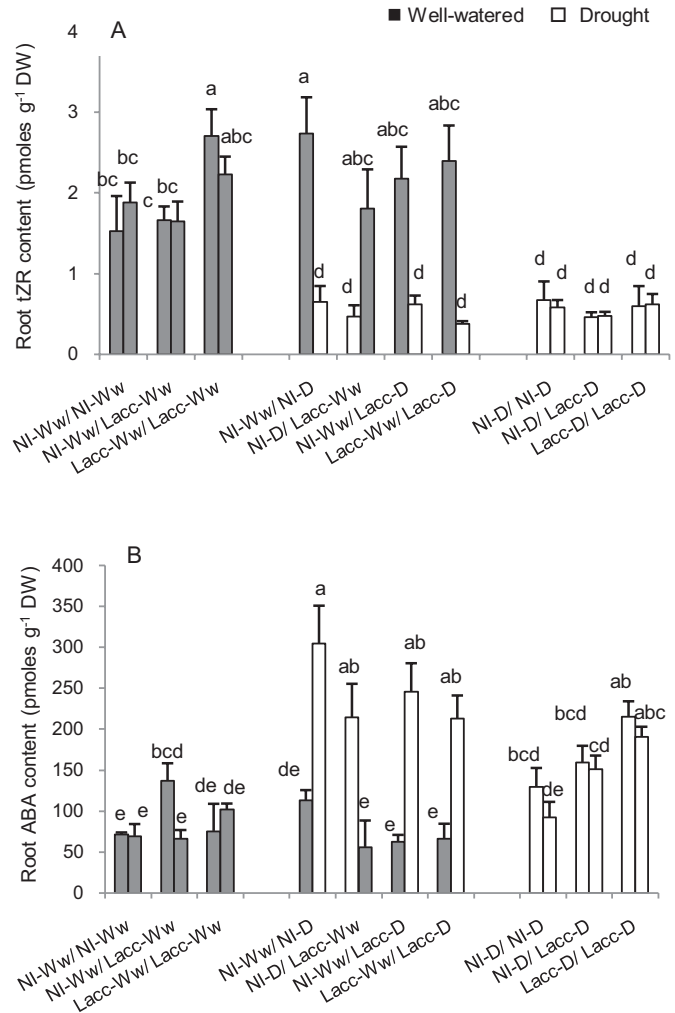 Well-watered Drought
A
Root tZR content (pmoles g⁻¹ DW)
4
3
2
1
0
bc bc
c bc
a abc
a d
d abc
abc d
abc d
d d
d d
d d
NI-Ww/ NI-Ww
NI-Ww/ Lacc-Ww
Lacc-Ww/ Lacc-Ww
NI-Ww/ NI-D
NI-D/ Lacc-Ww
NI-Ww/ Lacc-D
Lacc-Ww/ Lacc-D
NI-D/ NI-D
NI-D/ Lacc-D
Lacc-D/ Lacc-D
B
Root ABA content (pmoles g⁻¹ DW)
400
350
300
250
200
150
100
50
0
e e
bcd e
de de
de a
ab e
e ab
e ab
bcd de
bcd cd
ab abc
NI-Ww/ NI-Ww
NI-Ww/ Lacc-Ww
Lacc-Ww/ Lacc-Ww
NI-Ww/ NI-D
NI-D/ Lacc-Ww
NI-Ww/ Lacc-D
Lacc-Ww/ Lacc-D
NI-D/ NI-D
NI-D/ Lacc-D
Lacc-D/ Lacc-D